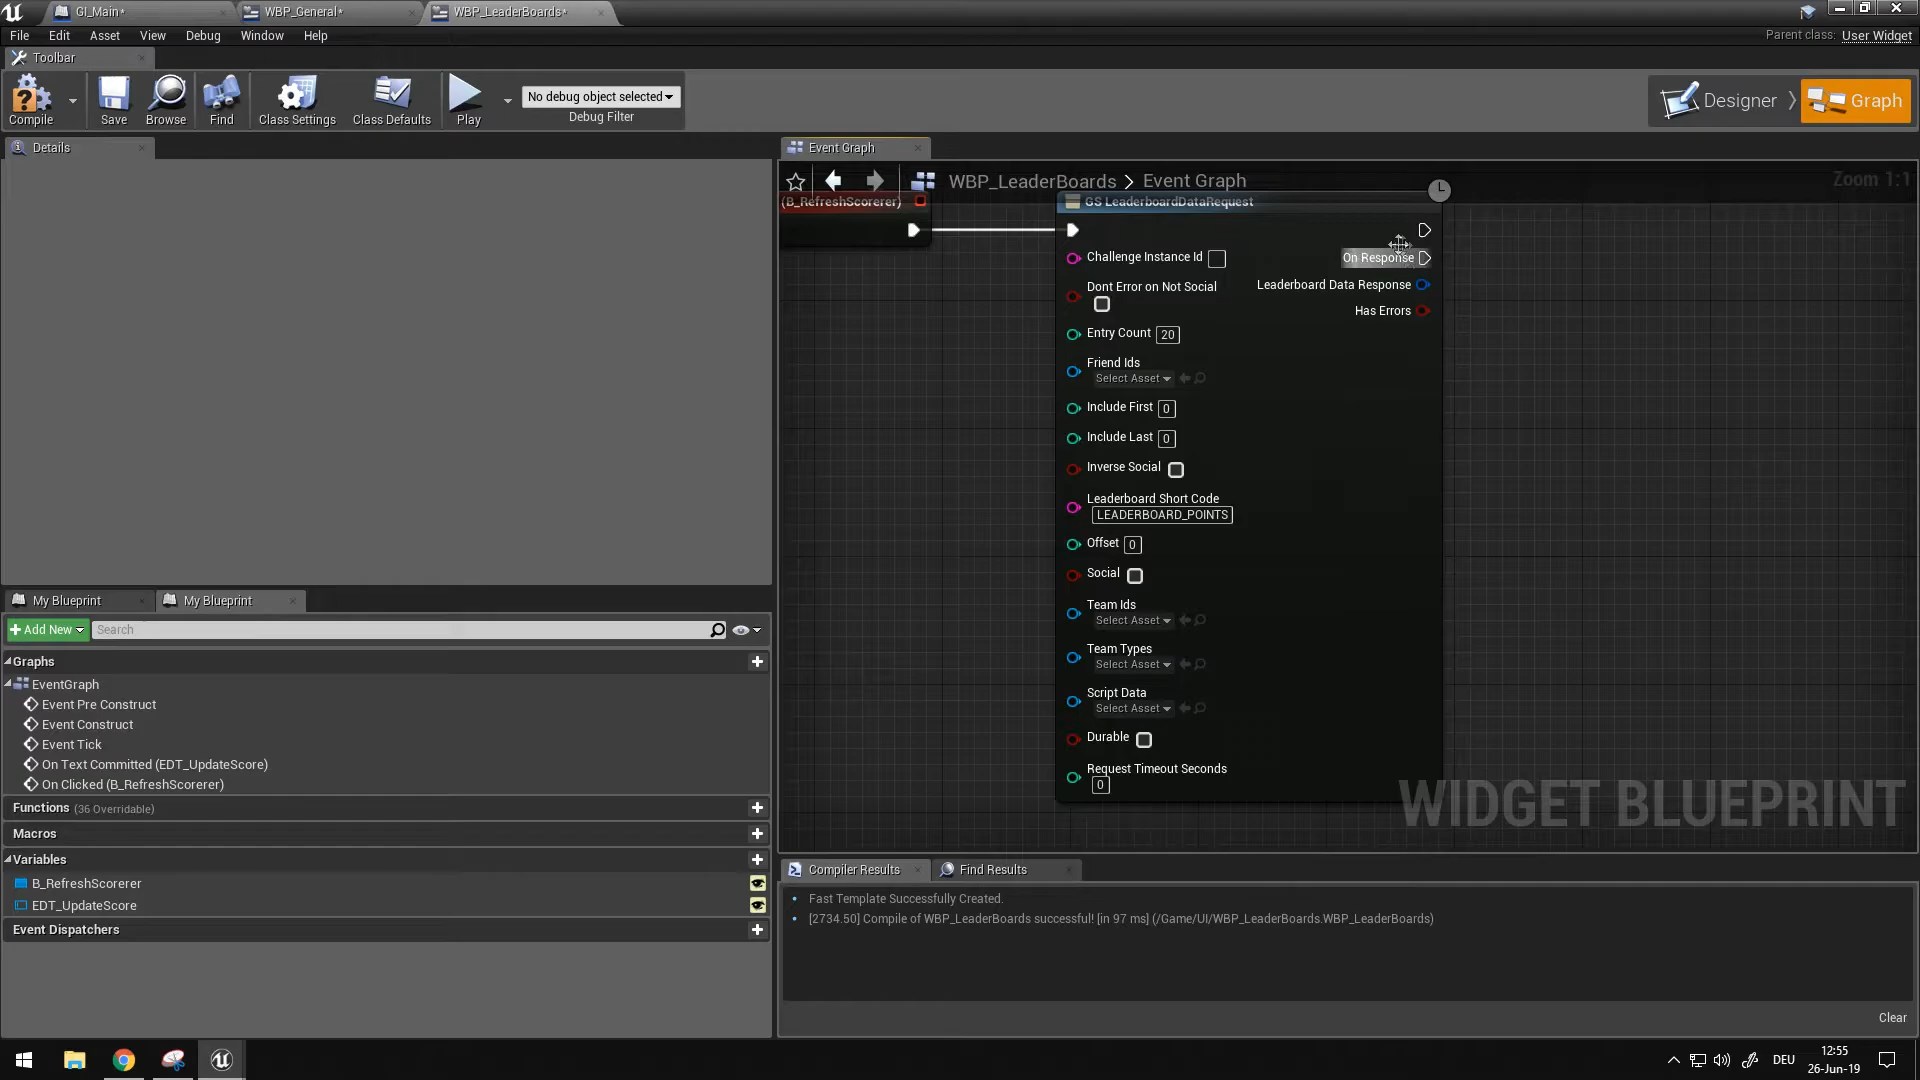 GI_Main*
WBP_General*
WBP_LeaderBoards*
File Edit Asset View Debug Window Help
Parent class: User Widget
Toolbar
Compile
Save
Find in CB
Find
Class Settings
Class Defaults
Play
No debug object selected
Debug Filter
Designer
Graph
Details
Event Graph
WBP_LeaderBoards > Event Graph
Zoom 1:1
(B_RefreshScorerer)
GS LeaderboardDataRequest
Challenge Instance Id
On Response
Dont Error on Not Social
Leaderboard Data Response
Has Errors
Entry Count 20
Friend Ids
Select Asset
Include First 0
Include Last 0
Inverse Social
Leaderboard Short Code
LEADERBOARD_POINTS
Offset 0
Social
Team Ids
Select Asset
Team Types
Select Asset
Script Data
Select Asset
Durable
Request Timeout Seconds
0
WIDGET BLUEPRINT
My Blueprint
My Blueprint
+ Add New
Search
Graphs
EventGraph
Event Pre Construct
Event Construct
Event Tick
On Text Committed (EDT_UpdateScore)
On Clicked (B_RefreshScorerer)
Functions (36 Overridable)
Macros
Variables
B_RefreshScorerer
EDT_UpdateScore
Event Dispatchers
Compiler Results
Find Results
Fast Template Successfully Created.
[2734.50] Compile of WBP_LeaderBoards successful! [in 97 ms] (/Game/UI/WBP_LeaderBoards.WBP_LeaderBoards)
Clear
DEU
12:55
26-Jun-19